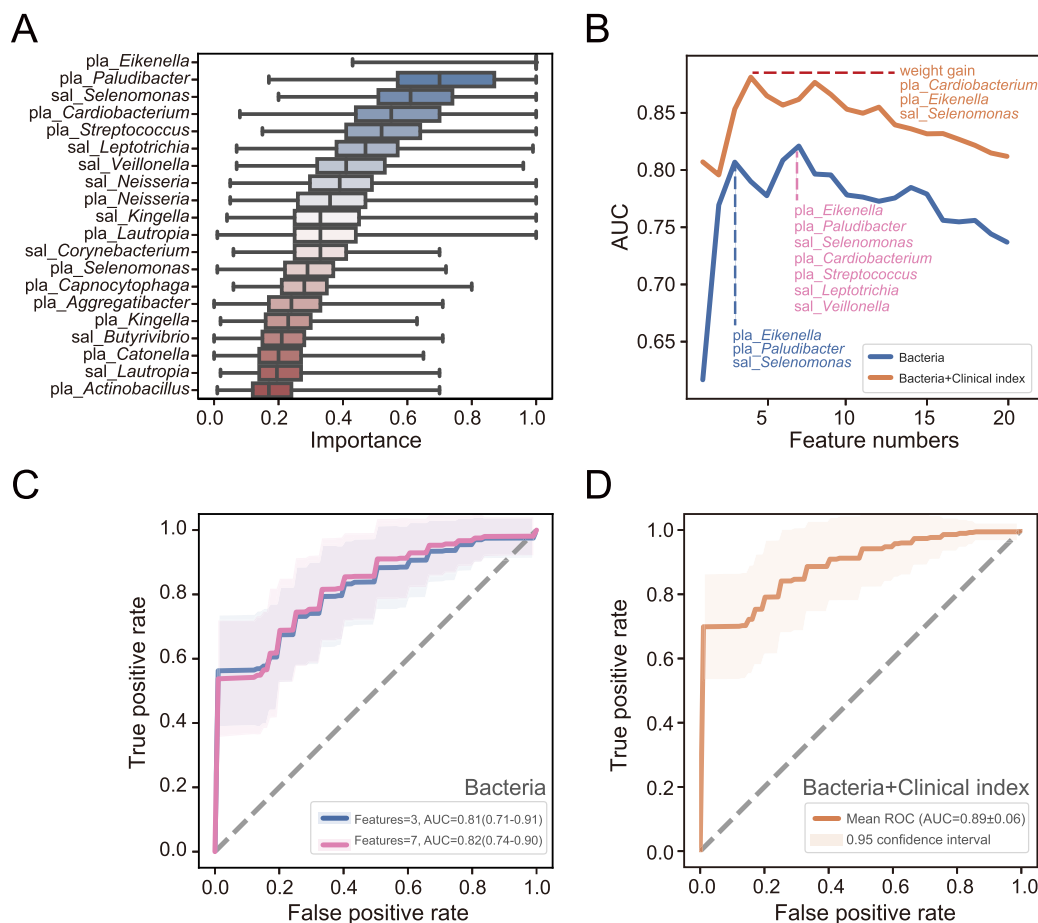 A
pla_Eikenella
pla_Paludibacter
sal_Selenomonas
pla_Cardiobacterium
pla_Streptococcus
sal_Leptotrichia
sal_Veillonella
sal_Neisseria
pla_Neisseria
sal_Kingella
pla_Lautropia
sal_Corynebacterium
pla_Selenomonas
pla_Capnocytophaga
pla_Aggregatibacter
pla_Kingella
sal_Butyrivibrio
pla_Catonella
sal_Lautropia
pla_Actinobacillus
0.0 0.2 0.4 0.6 0.8 1.0
Importance
B
AUC
0.85
0.80
0.75
0.70
0.65
weight gain
pla_Cardiobacterium
pla_Eikenella
sal_Selenomonas
pla_Eikenella
pla_Paludibacter
sal_Selenomonas
pla_Cardiobacterium
pla_Streptococcus
sal_Leptotrichia
sal_Veillonella
pla_Eikenella
pla_Paludibacter
sal_Selenomonas
Bacteria
Bacteria+Clinical index
5 10 15 20
Feature numbers
C
True positive rate
1.0
0.8
0.6
0.4
0.2
0.0
Bacteria
Features=3, AUC=0.81(0.71-0.91)
Features=7, AUC=0.82(0.74-0.90)
0.0 0.2 0.4 0.6 0.8 1.0
False positive rate
D
True positive rate
1.0
0.8
0.6
0.4
0.2
0.0
Bacteria+Clinical index
Mean ROC (AUC=0.89±0.06)
0.95 confidence interval
0.0 0.2 0.4 0.6 0.8 1.0
False positive rate